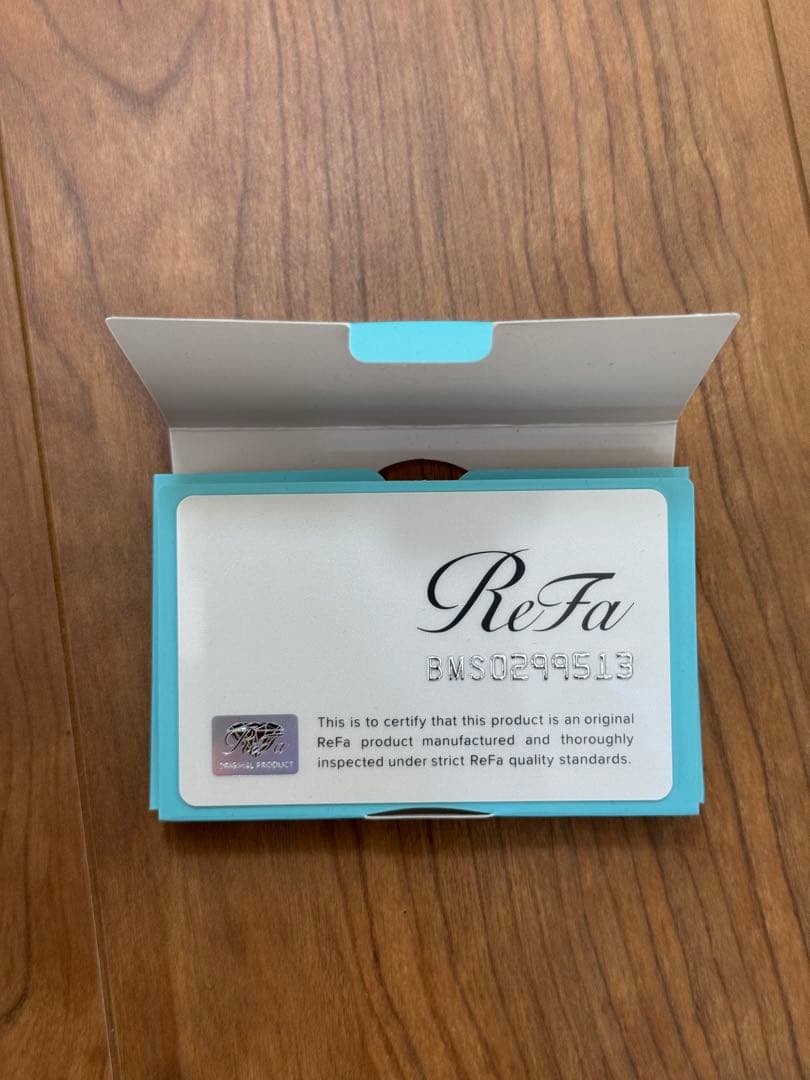 ReFa
BMS0299513
This is to certify that this product is an original
ReFa product manufactured and thoroughly
inspected under strict ReFa quality standards.
ReFa
ORIGINAL PRODUCT